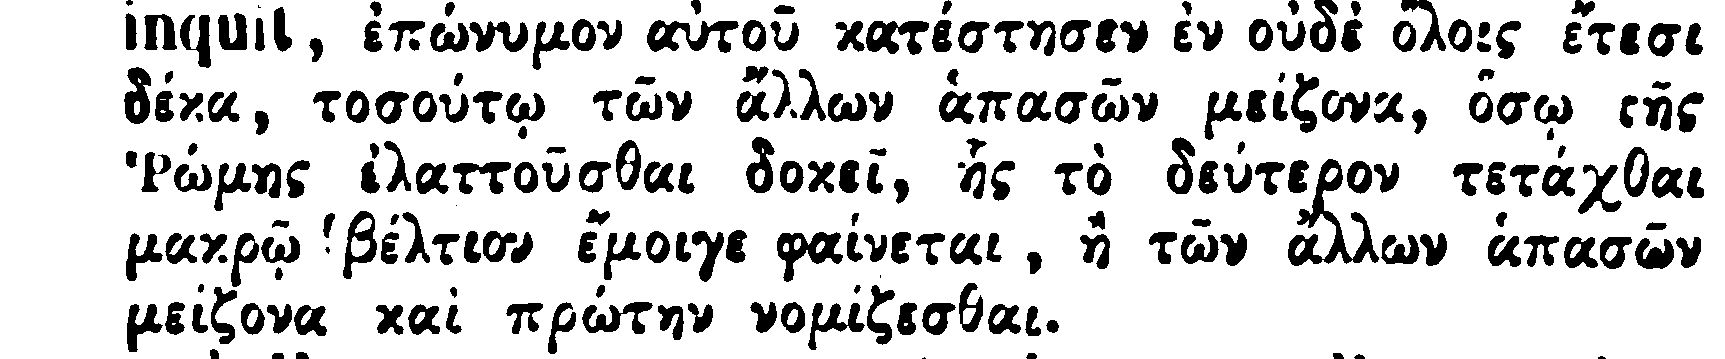 inquit, ἐπώνυμον αὐτοῦ κατέστησεν ἐν οὐδὲ ὅλοις ἔτεσι
δέκα, τοσούτῳ τῶν ἄλλων ἁπασῶν μείζονα, ὅσῳ τῆς
Ῥώμης ἐλαττοῦσθαι δοκεῖ, ἧς τὸ δεύτερον τετάχθαι
μακρῷ βέλτιον ἔμοιγε φαίνεται, ἢ τῶν ἄλλων ἁπασῶν
μείζονα καὶ πρώτην νομίζεσθαι.